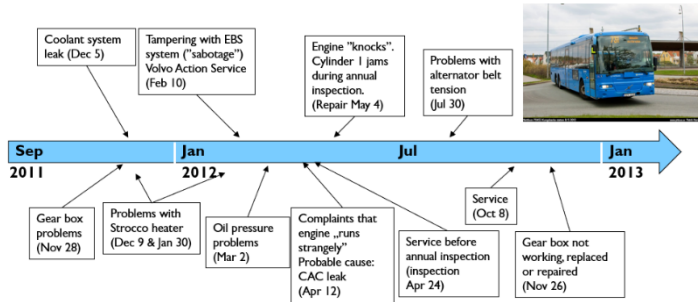 Coolant system
leak (Dec 5)
Tampering with EBS
system ("sabotage")
Volvo Action Service
(Feb 10)
Engine "knocks".
Cylinder 1 jams
during annual
inspection.
(Repair May 4)
Problems with
alternator belt
tension
(Jul 30)
Sep
2011
Jan
2012
Jul
Jan
2013
Gear box
problems
(Nov 28)
Problems with
Strocco heater
(Dec 9 & Jan 30)
Oil pressure
problems
(Mar 2)
Complaints that
engine „runs
strangely”
Probable cause:
CAC leak
(Apr 12)
Service before
annual inspection
(inspection
Apr 24)
Service
(Oct 8)
Gear box not
working, replaced
or repaired
(Nov 26)